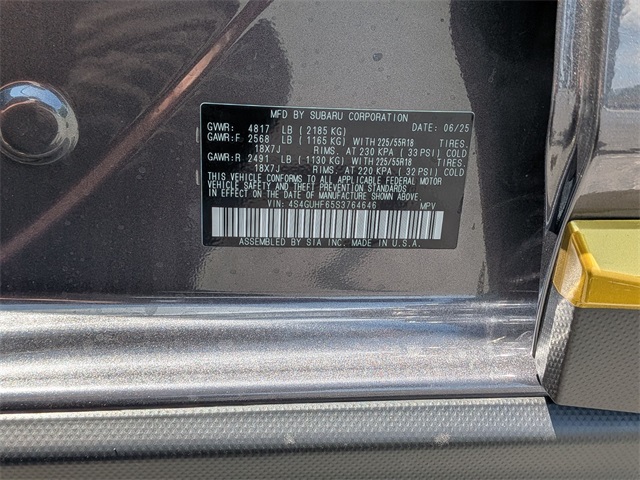 MFD BY SUBARU CORPORATION
GVWR: 4817 LB ( 2185 KG) DATE: 06/25
GAWR:F 2568 LB ( 1165 KG) WITH 225/55R18 TIRES.
18X7J RIMS. AT 230 KPA ( 33 PSI) COLD
GAWR:R 2491 LB ( 1130 KG) WITH 225/55R18 TIRES.
18X7J RIMS. AT 220 KPA ( 32 PSI) COLD
THIS VEHICLE CONFORMS TO ALL APPLICABLE FEDERAL MOTOR
VEHICLE SAFETY AND THEFT PREVENTION STANDARDS
IN EFFECT ON THE DATE OF MANUFACTURE SHOWN ABOVE.
VIN: 4S4GUHF65S3764646 MPV
ASSEMBLED BY SIA INC. MADE IN U.S.A.